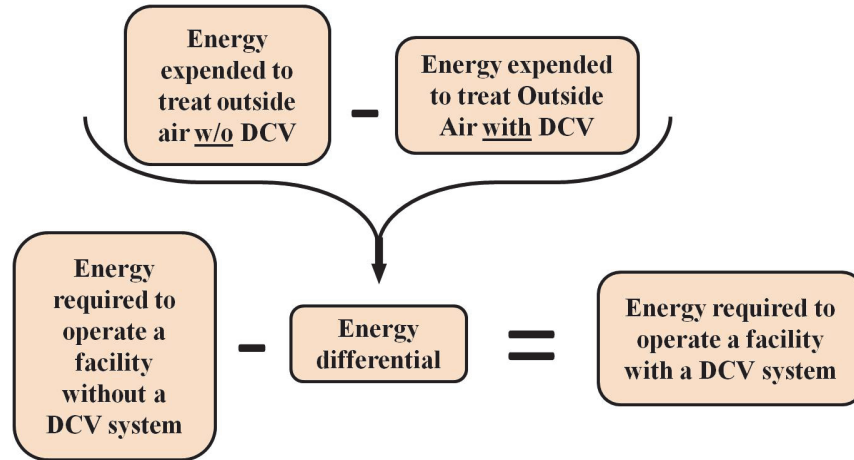 Energy
expended to
treat outside
air w/o DCV
-
Energy expended
to treat Outside
Air with DCV
Energy
required to
operate a
facility
without a
DCV system
-
Energy
differential
=
Energy required to
operate a facility
with a DCV system